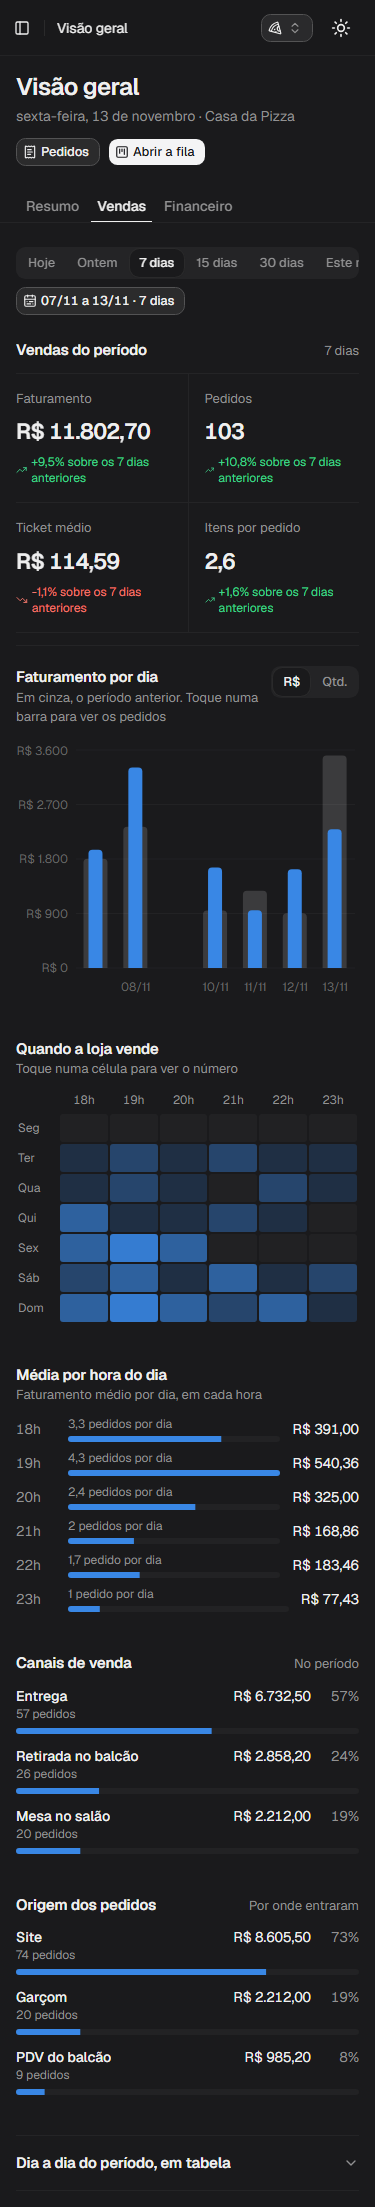 Visão geral
Visão geral
sexta-feira, 13 de novembro · Casa da Pizza
Pedidos
Abrir a fila
Resumo Vendas Financeiro
Hoje Ontem 7 dias 15 dias 30 dias Este
07/11 a 13/11 · 7 dias
Vendas do período 7 dias
Faturamento
R$ 11.802,70
+9,5% sobre os 7 dias
anteriores
Pedidos
103
+10,8% sobre os 7 dias
anteriores
Ticket médio
R$ 114,59
-1,1% sobre os 7 dias
anteriores
Itens por pedido
2,6
+1,6% sobre os 7 dias
anteriores
Faturamento por dia
Em cinza, o período anterior. Toque numa
barra para ver os pedidos
R$ Qtd.
R$ 3.600
R$ 2.700
R$ 1.800
R$ 900
R$ 0
08/11 10/11 11/11 12/11 13/11
Quando a loja vende
Toque numa célula para ver o número
18h 19h 20h 21h 22h 23h
Seg
Ter
Qua
Qui
Sex
Sáb
Dom
Média por hora do dia
Faturamento médio por dia, em cada hora
18h 3,3 pedidos por dia R$ 391,00
19h 4,3 pedidos por dia R$ 540,36
20h 2,4 pedidos por dia R$ 325,00
21h 2 pedidos por dia R$ 168,86
22h 1,7 pedido por dia R$ 183,46
23h 1 pedido por dia R$ 77,43
Canais de venda No período
Entrega R$ 6.732,50 57%
57 pedidos
Retirada no balcão R$ 2.858,20 24%
26 pedidos
Mesa no salão R$ 2.212,00 19%
20 pedidos
Origem dos pedidos Por onde entraram
Site R$ 8.605,50 73%
74 pedidos
Garçom R$ 2.212,00 19%
20 pedidos
PDV do balcão R$ 985,20 8%
9 pedidos
Dia a dia do período, em tabela